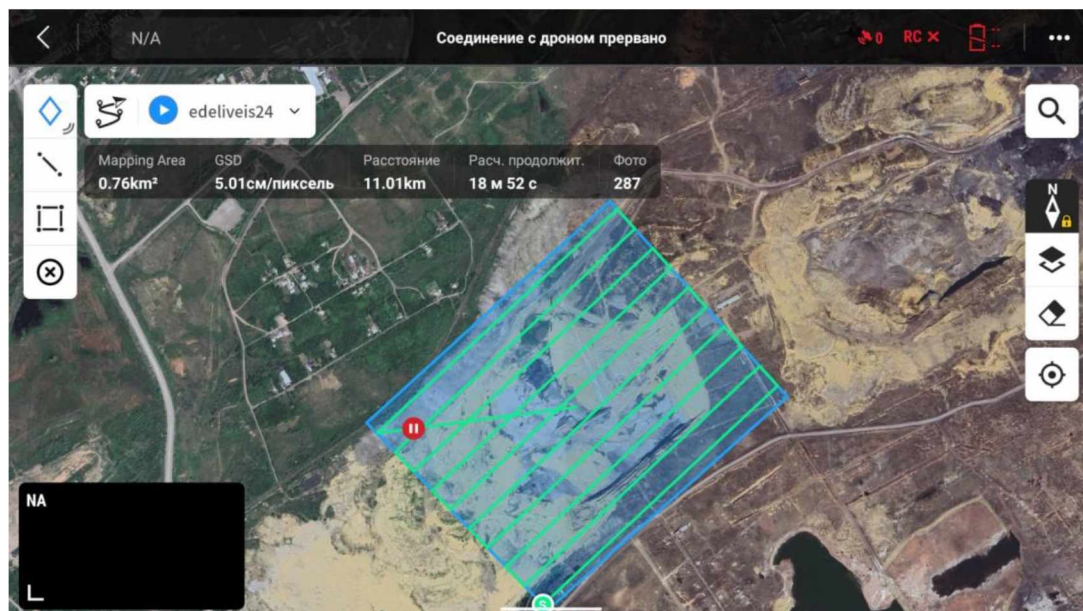 N/A
Соединение с дроном прервано
0 RC
edeliveis24
Mapping Area GSD Расстояние Расч. продолжит. Фото
0.76km² 5.01см/пиксель 11.01km 18 м 52 с 287
N
NA
S